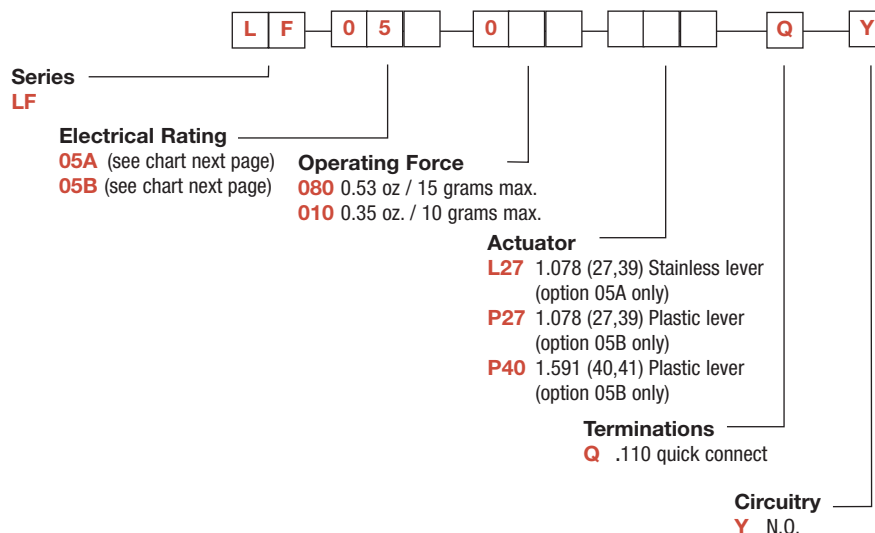 L F 0 5 0 Q Y
Series
LF
Electrical Rating
05A (see chart next page)
05B (see chart next page)
Operating Force
080 0.53 oz / 15 grams max.
010 0.35 oz. / 10 grams max.
Actuator
L27 1.078 (27,39) Stainless lever
(option 05A only)
P27 1.078 (27,39) Plastic lever
(option 05B only)
P40 1.591 (40,41) Plastic lever
(option 05B only)
Terminations
Q .110 quick connect
Circuitry
Y N.O.